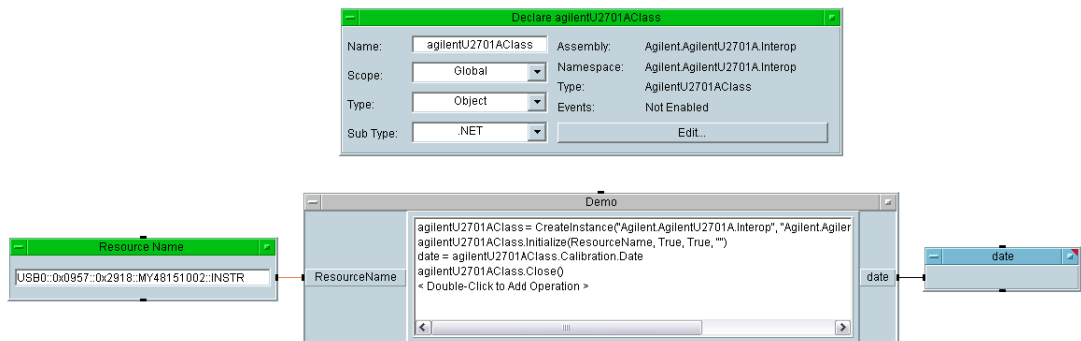 Declare agilentU2701AClass
Name: agilentU2701AClass Assembly: Agilent.AgilentU2701A.Interop
Scope: Global Namespace: Agilent.AgilentU2701A.Interop
Type: AgilentU2701AClass
Type: Object Events: Not Enabled
Sub Type: .NET Edit...
Demo
agilentU2701AClass = CreateInstance("Agilent.AgilentU2701A.Interop", "Agilent.Agiler
agilentU2701AClass.Initialize(ResourceName, True, True, "")
date = agilentU2701AClass.Calibration.Date
agilentU2701AClass.Close()
< Double-Click to Add Operation >
Resource Name
USB0::0x0957::0x2918::MY48151002::INSTR
ResourceName
date
date